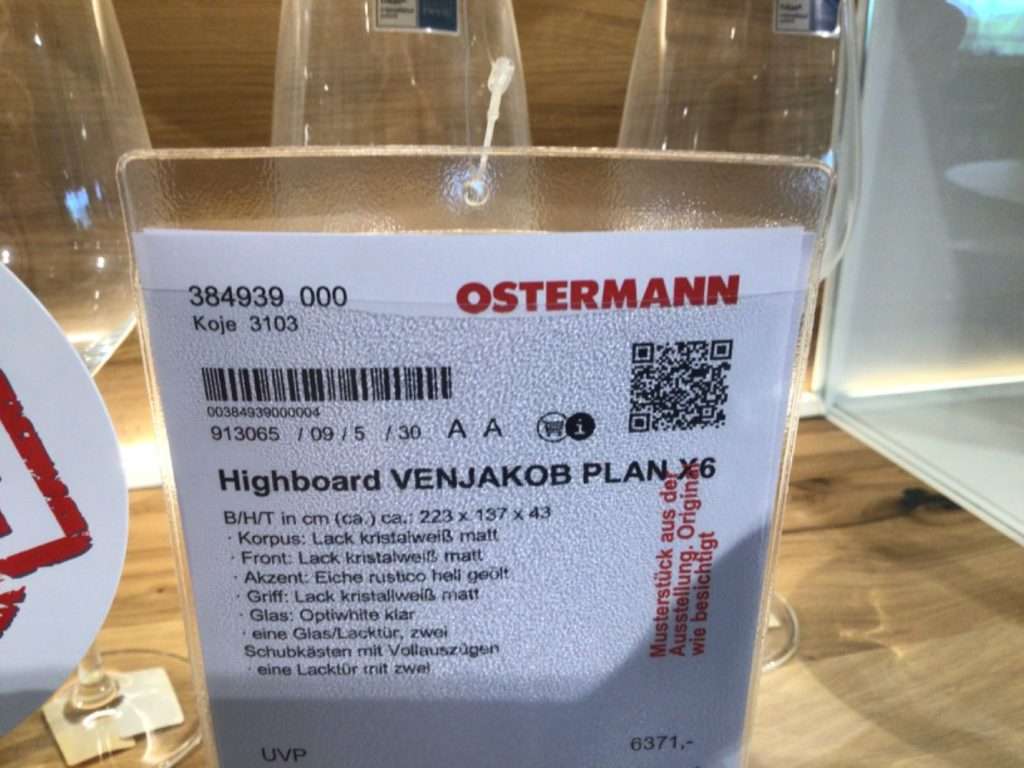 384939 000
OSTERMANN
Koje 3103
00384939000004
913065 / 09 / 5 / 30 A A
Highboard VENJAKOB PLAN X6
B/H/T in cm (ca.) ca.: 223 x 137 x 43
· Korpus: Lack kristalweiß matt
· Front: Lack kristalweiß matt
· Akzent: Eiche rustico hell geölt
· Griff: Lack kristallweiß matt
· Glas: Optiwhite klar
· eine Glas/Lacktür, zwei
Schubkästen mit Vollauszügen
· eine Lacktür mit zwei
Musterstück aus der
Ausstellung. Original
wie besichtigt
UVP 6371,-